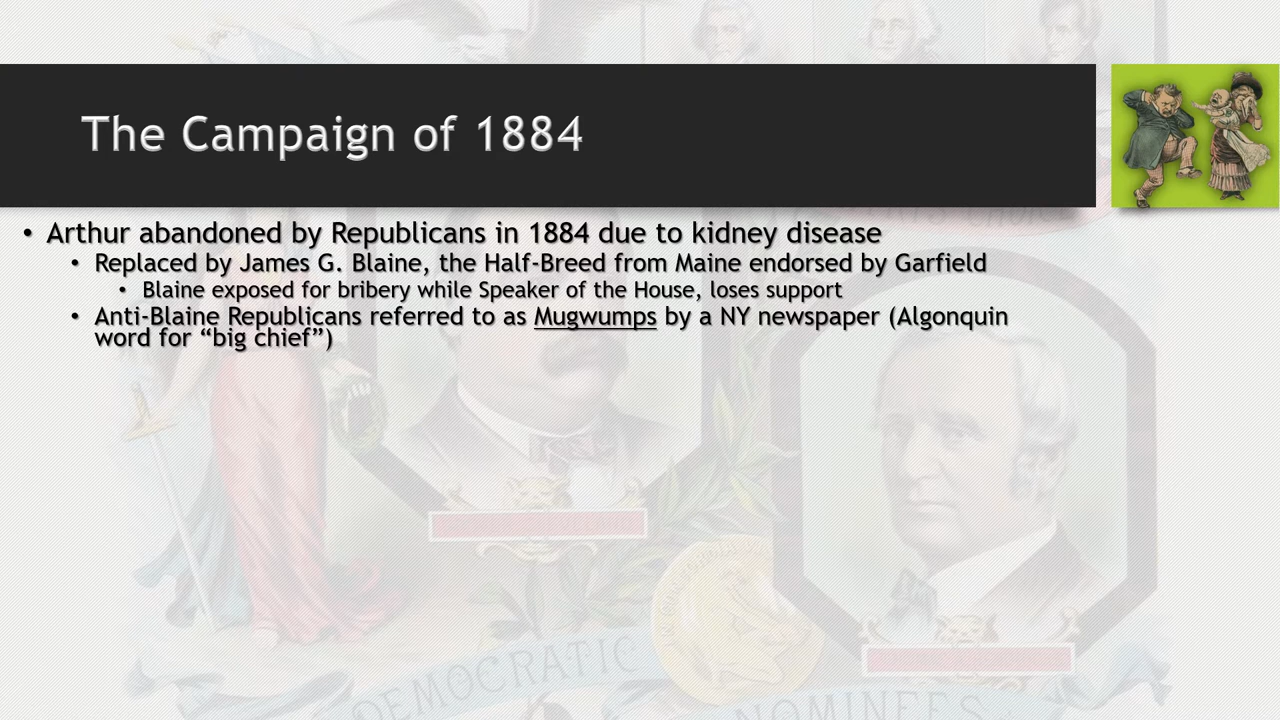 The Campaign of 1884
• Arthur abandoned by Republicans in 1884 due to kidney disease
• Replaced by James G. Blaine, the Half-Breed from Maine endorsed by Garfield
• Blaine exposed for bribery while Speaker of the House, loses support
• Anti-Blaine Republicans referred to as Mugwumps by a NY newspaper (Algonquin
word for “big chief”)
DEMOCRATIC
NOMINEES